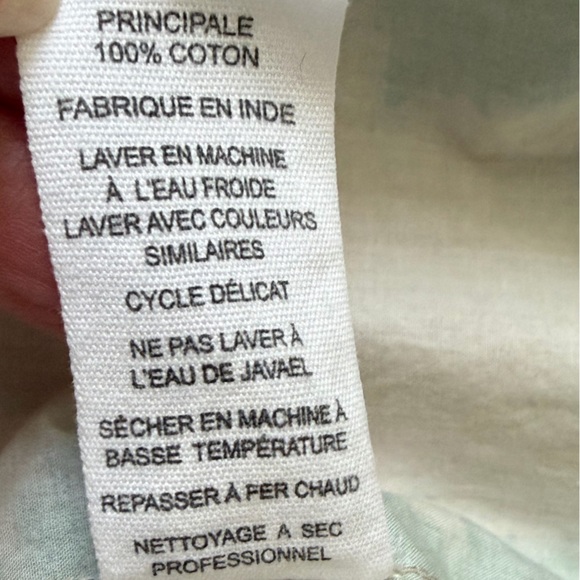 PRINCIPALE
100% COTON
FABRIQUE EN INDE
LAVER EN MACHINE
À L'EAU FROIDE
LAVER AVEC COULEURS
SIMILAIRES
CYCLE DÉLICAT
NE PAS LAVER À
L'EAU DE JAVAEL
SÉCHER EN MACHINE À
BASSE TEMPÉRATURE
REPASSER À FER CHAUD
NETTOYAGE A SEC
PROFESSIONNEL